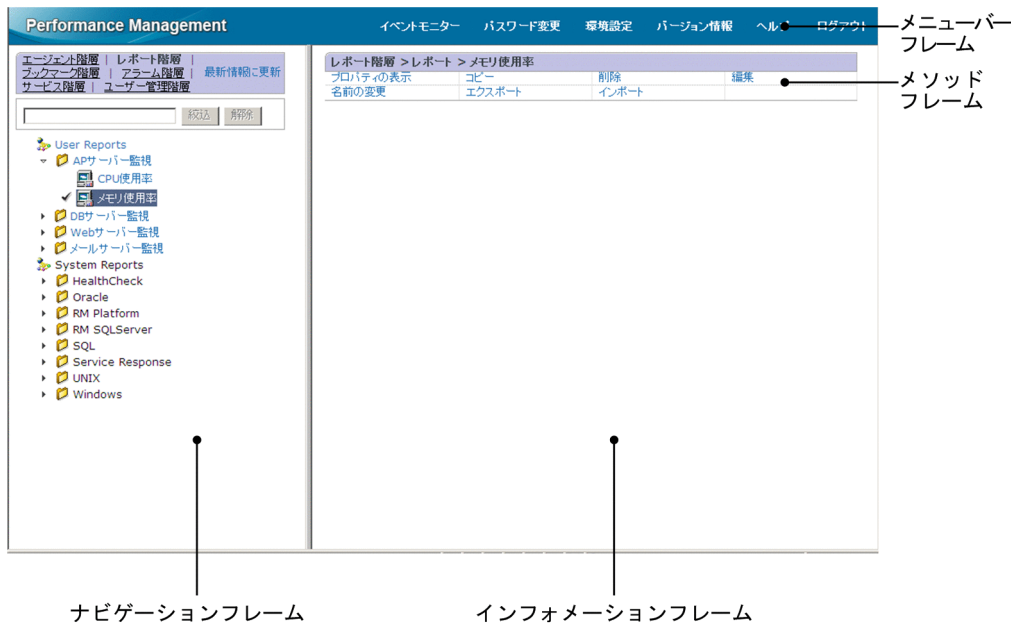 Performance Management
イベントモニター パスワード変更 環境設定 バージョン情報 ヘルプ ログアウト
メニューバー
フレーム
エージェント階層 | レポート階層 |
ブックマーク階層 | アラーム階層 | 最新情報に更新
サービス階層 | ユーザー管理階層
レポート階層 >レポート > メモリ使用率
プロパティの表示 コピー 削除 編集
名前の変更 エクスポート インポート
メソッド
フレーム
絞込 解除
User Reports
APサーバー監視
CPU使用率
メモリ使用率
DBサーバー監視
Webサーバー監視
メールサーバー監視
System Reports
HealthCheck
Oracle
RM Platform
RM SQLServer
SQL
Service Response
UNIX
Windows
ナビゲーションフレーム
インフォメーションフレーム